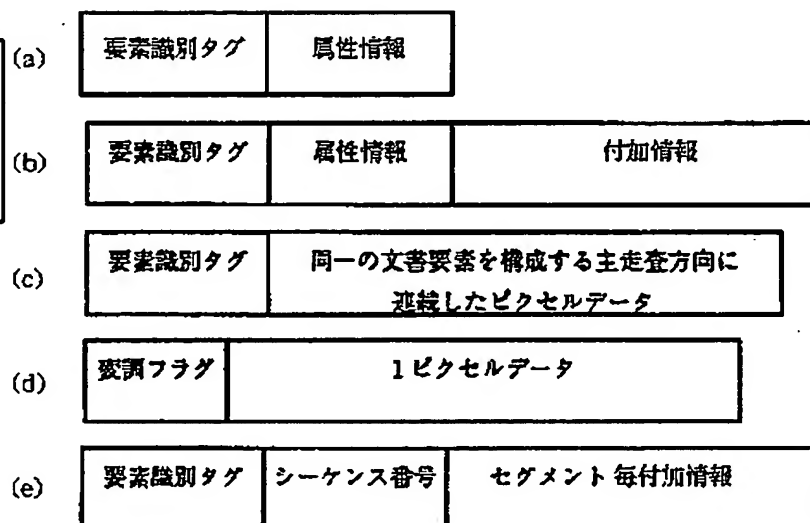 (a) 要素識別タグ 属性情報
(b) 要素識別タグ 属性情報 付加情報
(c) 要素識別タグ 同一の文書要素を構成する主走査方向に
連続したピクセルデータ
(d) 変調フラグ 1ピクセルデータ
(e) 要素識別タグ シーケンス番号 セグメント毎付加情報